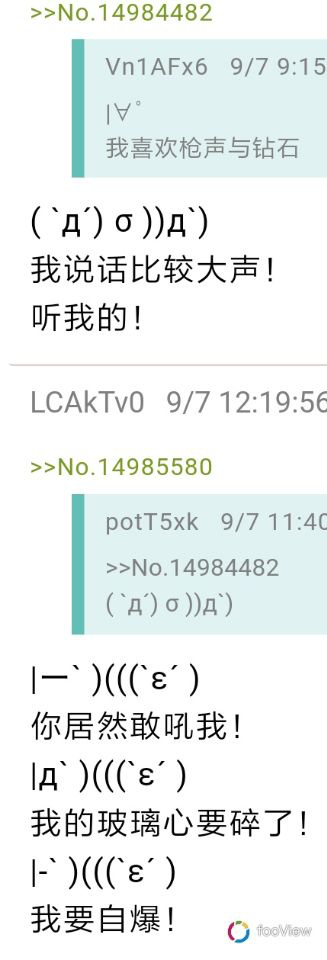 >>No.14984482
Vn1AFx6 9/7 9:15
|∀ﾟ
我喜欢枪声与钻石
( `д´) σ ))д`)
我说话比较大声！
听我的！
LCAkTv0 9/7 12:19:56
>>No.14985580
potT5xk 9/7 11:40
>>No.14984482
( `д´) σ ))д`)
|ー` )(((`ε´ )
你居然敢吼我！
|д` )(((`ε´ )
我的玻璃心要碎了！
|-` )(((`ε´ )
我要自爆！
fooView